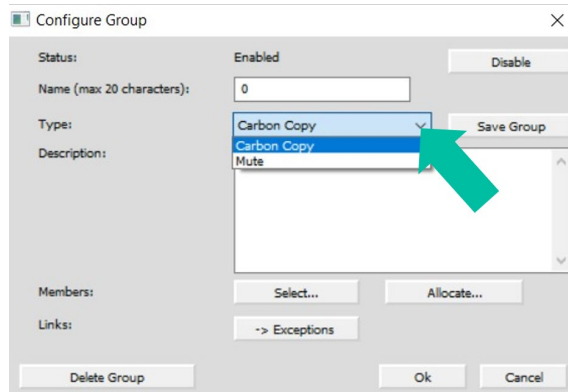 Configure Group
Status: Enabled Disable
Name (max 20 characters): 0
Type: Carbon Copy Save Group
Carbon Copy
Mute
Description:
Members: Select... Allocate...
Links: -> Exceptions
Delete Group Ok Cancel